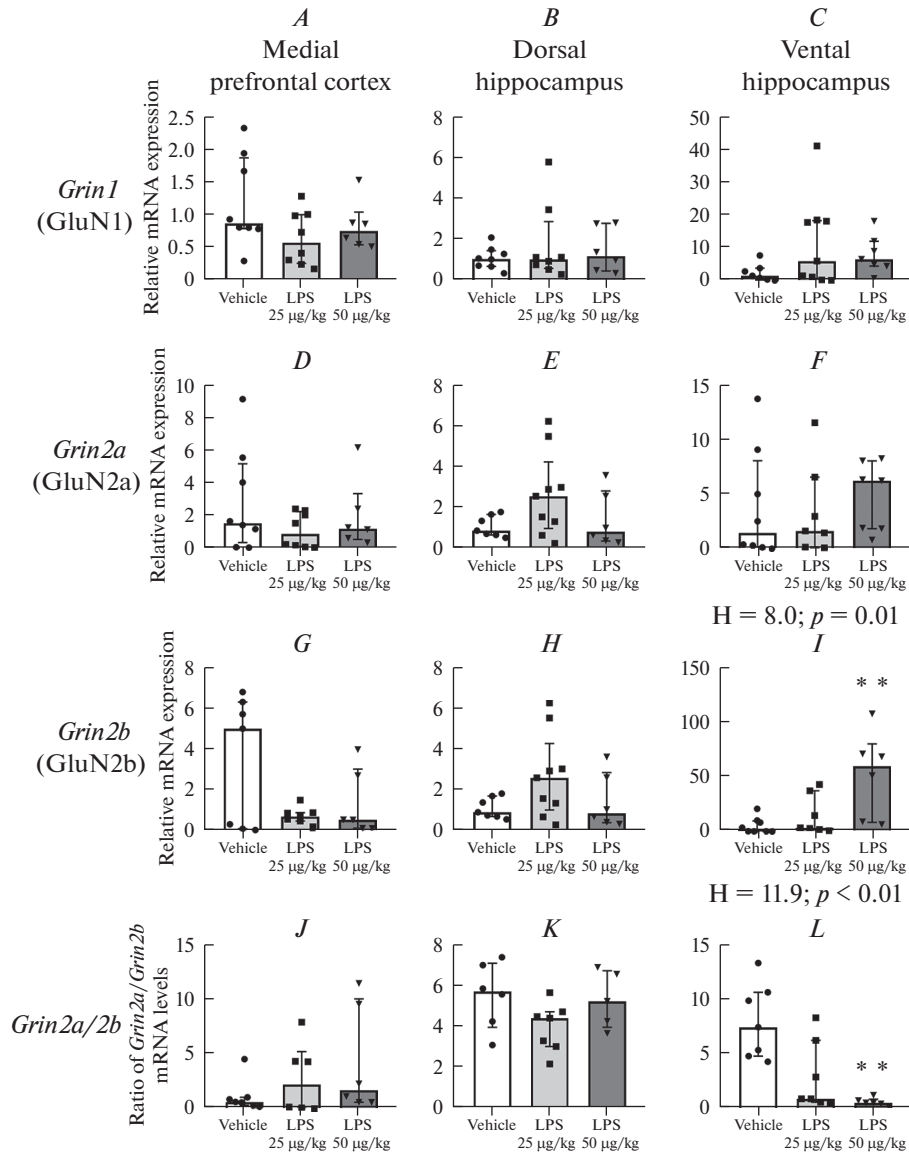 A
Medial
prefrontal cortex
B
Dorsal
hippocampus
C
Vental
hippocampus
Grin1
(GluN1)
Relative mRNA expression
2.5
2.0
1.5
1.0
0.5
0
Vehicle
LPS
25 µg/kg
LPS
50 µg/kg
8
6
4
2
0
Vehicle
LPS
25 µg/kg
LPS
50 µg/kg
50
40
30
20
10
0
Vehicle
LPS
25 µg/kg
LPS
50 µg/kg
Grin2a
(GluN2a)
Relative mRNA expression
D
10
8
6
4
2
0
Vehicle
LPS
25 µg/kg
LPS
50 µg/kg
E
8
6
4
2
0
Vehicle
LPS
25 µg/kg
LPS
50 µg/kg
F
15
10
5
0
Vehicle
LPS
25 µg/kg
LPS
50 µg/kg
H = 8.0; p = 0.01
Grin2b
(GluN2b)
Relative mRNA expression
G
8
6
4
2
0
Vehicle
LPS
25 µg/kg
LPS
50 µg/kg
H
8
6
4
2
0
Vehicle
LPS
25 µg/kg
LPS
50 µg/kg
I
150
100
50
0
* *
Vehicle
LPS
25 µg/kg
LPS
50 µg/kg
H = 11.9; p < 0.01
Grin2a/2b
Ratio of Grin2a/Grin2b
mRNA levels
J
15
10
5
0
Vehicle
LPS
25 µg/kg
LPS
50 µg/kg
K
8
6
4
2
0
Vehicle
LPS
25 µg/kg
LPS
50 µg/kg
L
15
10
5
0
* *
Vehicle
LPS
25 µg/kg
LPS
50 µg/kg